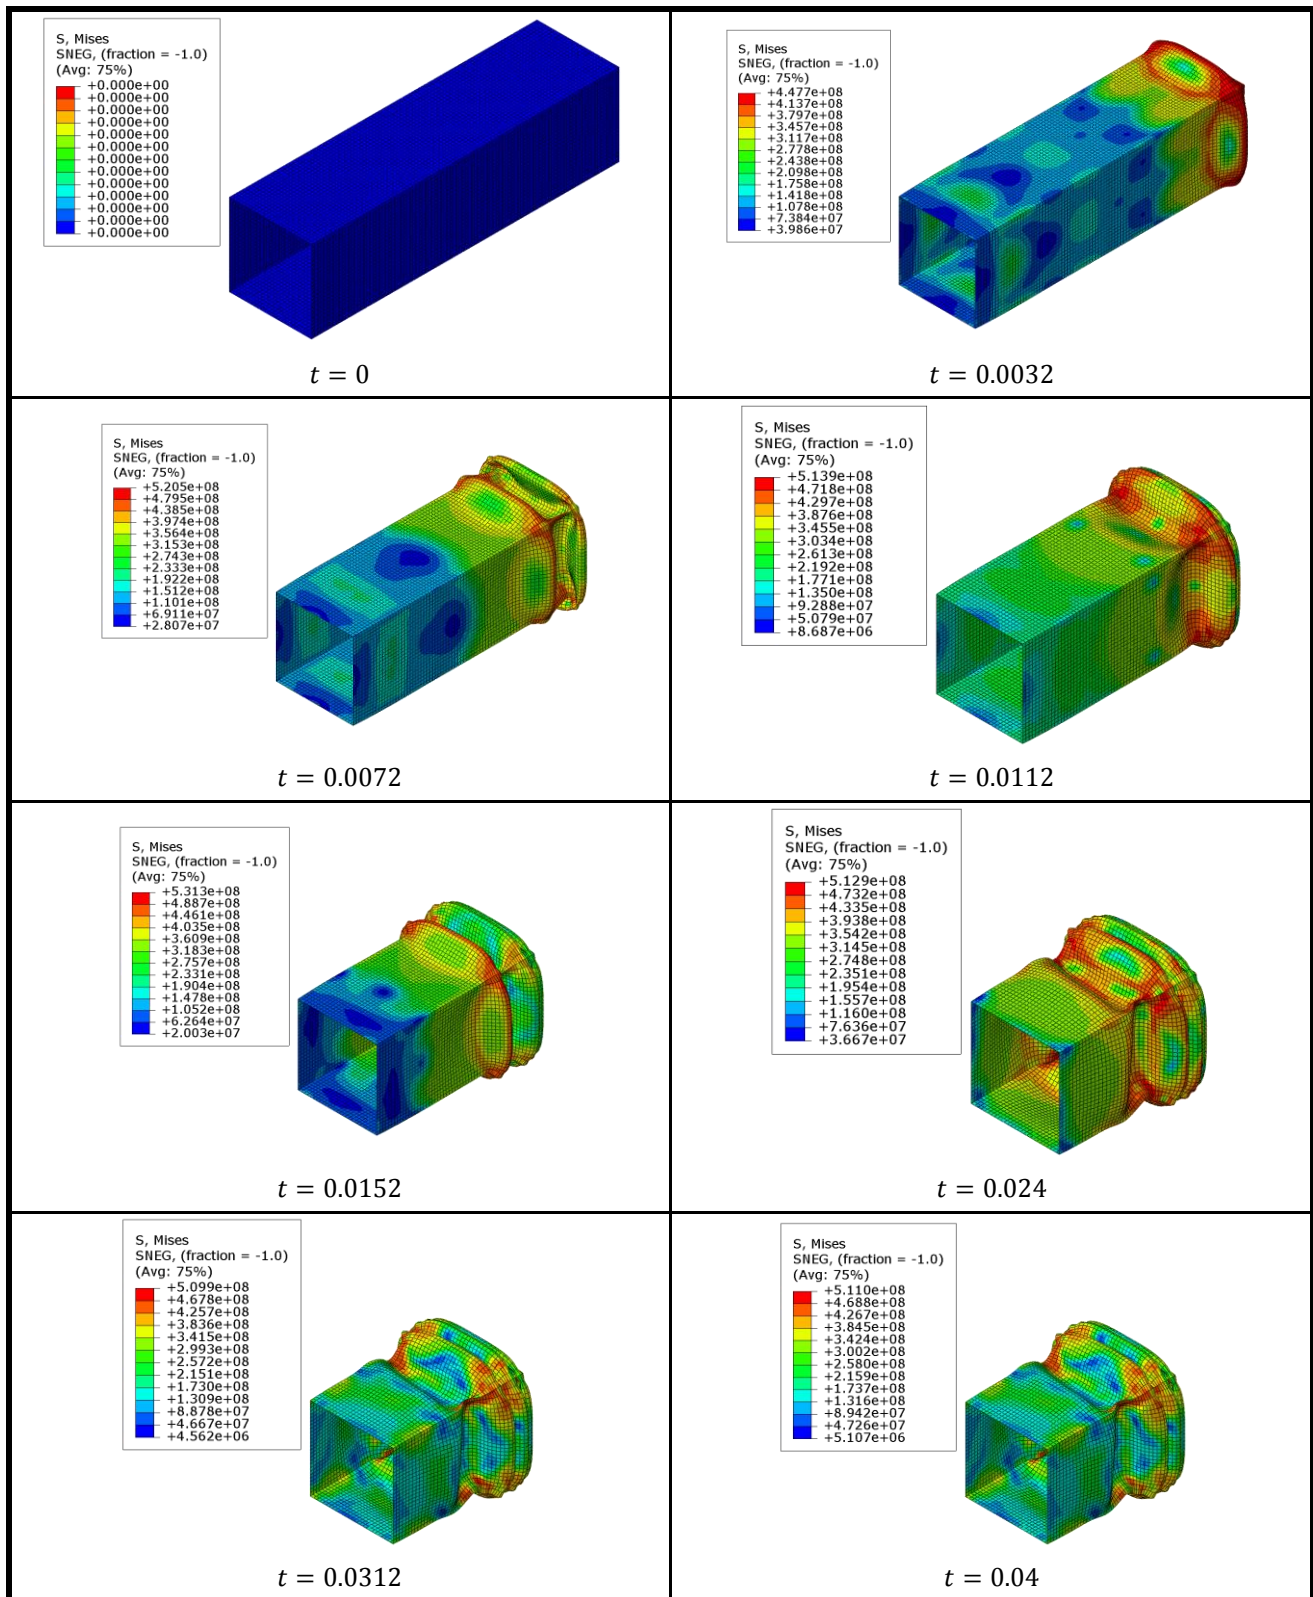 S, Mises
SNEG, (fraction = -1.0)
(Avg: 75%)
+0.000e+00
+0.000e+00
+0.000e+00
+0.000e+00
+0.000e+00
+0.000e+00
+0.000e+00
+0.000e+00
+0.000e+00
+0.000e+00
+0.000e+00
+0.000e+00
+0.000e+00
t = 0
S, Mises
SNEG, (fraction = -1.0)
(Avg: 75%)
+4.477e+08
+4.137e+08
+3.797e+08
+3.457e+08
+3.117e+08
+2.778e+08
+2.438e+08
+2.098e+08
+1.758e+08
+1.418e+08
+1.078e+08
+7.384e+07
+3.986e+07
t = 0.0032
S, Mises
SNEG, (fraction = -1.0)
(Avg: 75%)
+5.205e+08
+4.795e+08
+4.385e+08
+3.974e+08
+3.564e+08
+3.153e+08
+2.743e+08
+2.333e+08
+1.922e+08
+1.512e+08
+1.101e+08
+6.911e+07
+2.807e+07
t = 0.0072
S, Mises
SNEG, (fraction = -1.0)
(Avg: 75%)
+5.139e+08
+4.718e+08
+4.297e+08
+3.876e+08
+3.455e+08
+3.034e+08
+2.613e+08
+2.192e+08
+1.771e+08
+1.350e+08
+9.288e+07
+5.079e+07
+8.687e+06
t = 0.0112
S, Mises
SNEG, (fraction = -1.0)
(Avg: 75%)
+5.313e+08
+4.887e+08
+4.461e+08
+4.035e+08
+3.609e+08
+3.183e+08
+2.757e+08
+2.331e+08
+1.904e+08
+1.478e+08
+1.052e+08
+6.264e+07
+2.003e+07
t = 0.0152
S, Mises
SNEG, (fraction = -1.0)
(Avg: 75%)
+5.129e+08
+4.732e+08
+4.335e+08
+3.938e+08
+3.542e+08
+3.145e+08
+2.748e+08
+2.351e+08
+1.954e+08
+1.557e+08
+1.160e+08
+7.636e+07
+3.667e+07
t = 0.024
S, Mises
SNEG, (fraction = -1.0)
(Avg: 75%)
+5.099e+08
+4.678e+08
+4.257e+08
+3.836e+08
+3.415e+08
+2.993e+08
+2.572e+08
+2.151e+08
+1.730e+08
+1.309e+08
+8.878e+07
+4.667e+07
+4.562e+06
t = 0.0312
S, Mises
SNEG, (fraction = -1.0)
(Avg: 75%)
+5.110e+08
+4.688e+08
+4.267e+08
+3.845e+08
+3.424e+08
+3.002e+08
+2.580e+08
+2.159e+08
+1.737e+08
+1.316e+08
+8.942e+07
+4.726e+07
+5.107e+06
t = 0.04